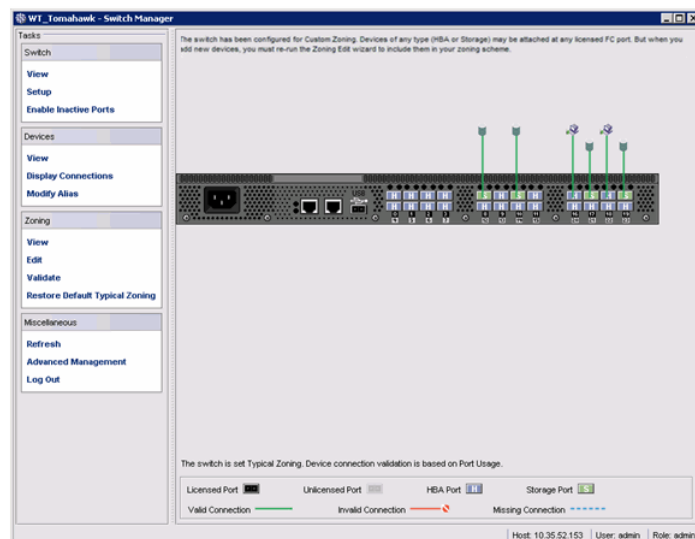 WT_Tomahawk - Switch Manager
Tasks
Switch
View
Setup
Enable Inactive Ports
Devices
View
Display Connections
Modify Alias
Zoning
View
Edit
Validate
Restore Default Typical Zoning
Miscellaneous
Refresh
Advanced Management
Log Out
The switch has been configured for Custom Zoning. Devices of any type (HBA or Storage) may be attached at any licensed FC port. But when you
add new devices, you must re-run the Zoning Edit wizard to include them in your zoning scheme.
USB
The switch is set Typical Zoning. Device connection validation is based on Port Usage.
Licensed Port Unlicensed Port HBA Port H Storage Port S
Valid Connection Invalid Connection Missing Connection
Host: 10.35.52.153 User: admin Role: admin